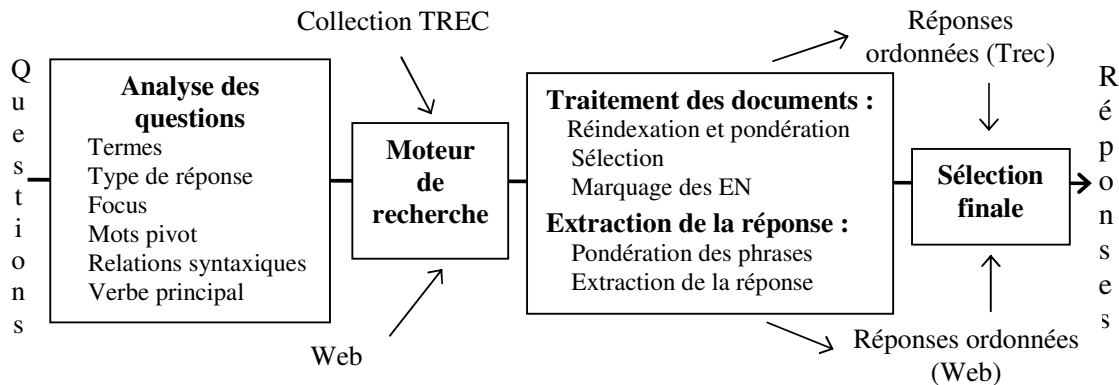 Questions
Analyse des
questions
Termes
Type de réponse
Focus
Mots pivot
Relations syntaxiques
Verbe principal
Collection TREC
Moteur
de
recherche
Web
Traitement des documents :
Réindexation et pondération
Sélection
Marquage des EN
Extraction de la réponse :
Pondération des phrases
Extraction de la réponse
Réponses
ordonnées (Trec)
Sélection
finale
Réponses ordonnées
(Web)
Réponses